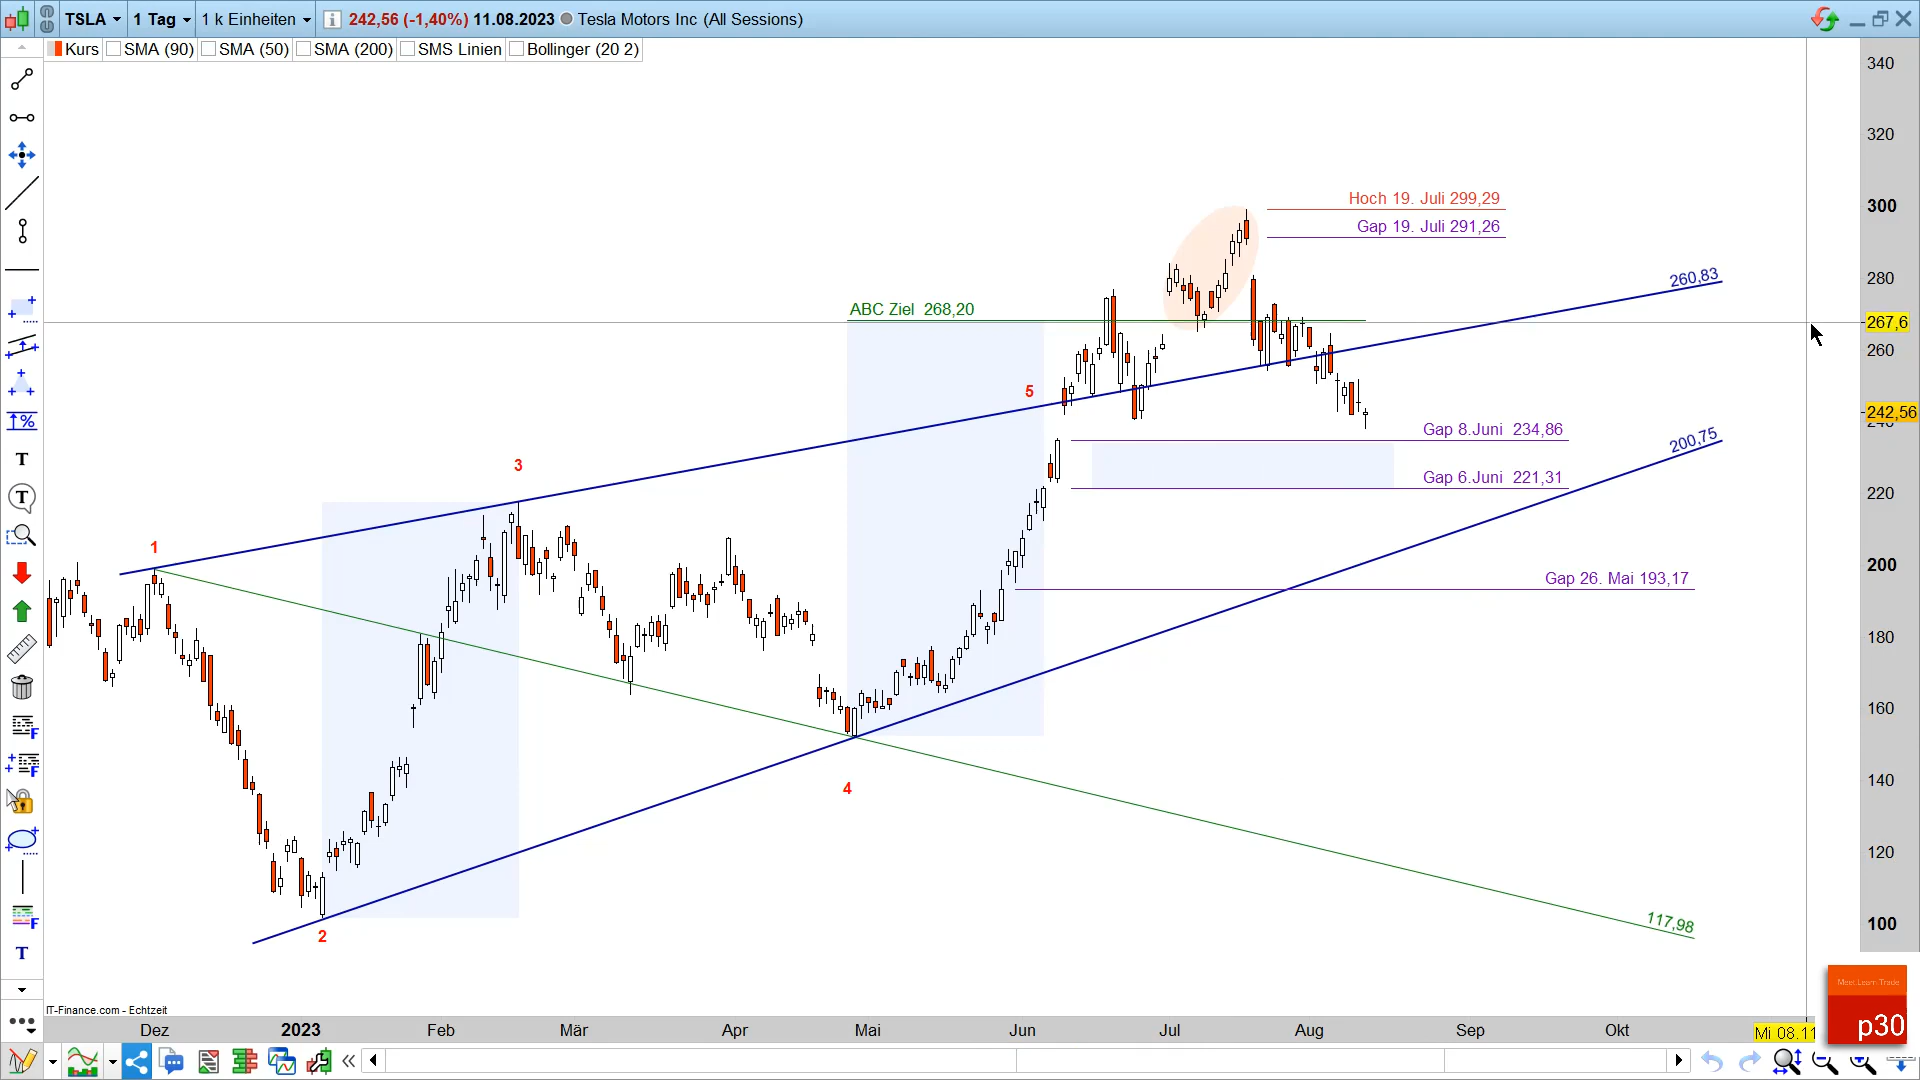 TSLA 1 Tag 1 k Einheiten i 242,56 (-1,40%) 11.08.2023 Tesla Motors Inc (All Sessions)
Kurs SMA (90) SMA (50) SMA (200) SMS Linien Bollinger (20 2)
340
320
Hoch 19. Juli 299,29
300
Gap 19. Juli 291,26
260,83
280
ABC Ziel 268,20
267,6
260
5
242,56
Gap 8.Juni 234,86
200,75
3
Gap 6.Juni 221,31
220
1
200
Gap 26. Mai 193,17
180
160
4
140
120
117,98
100
2
%
T
T
F
F
F
T
Meet.Learn.Trade
p30
IT-Finance.com - Echtzeit
Dez 2023 Feb Mär Apr Mai Jun Jul Aug Sep Okt Mi 08.11